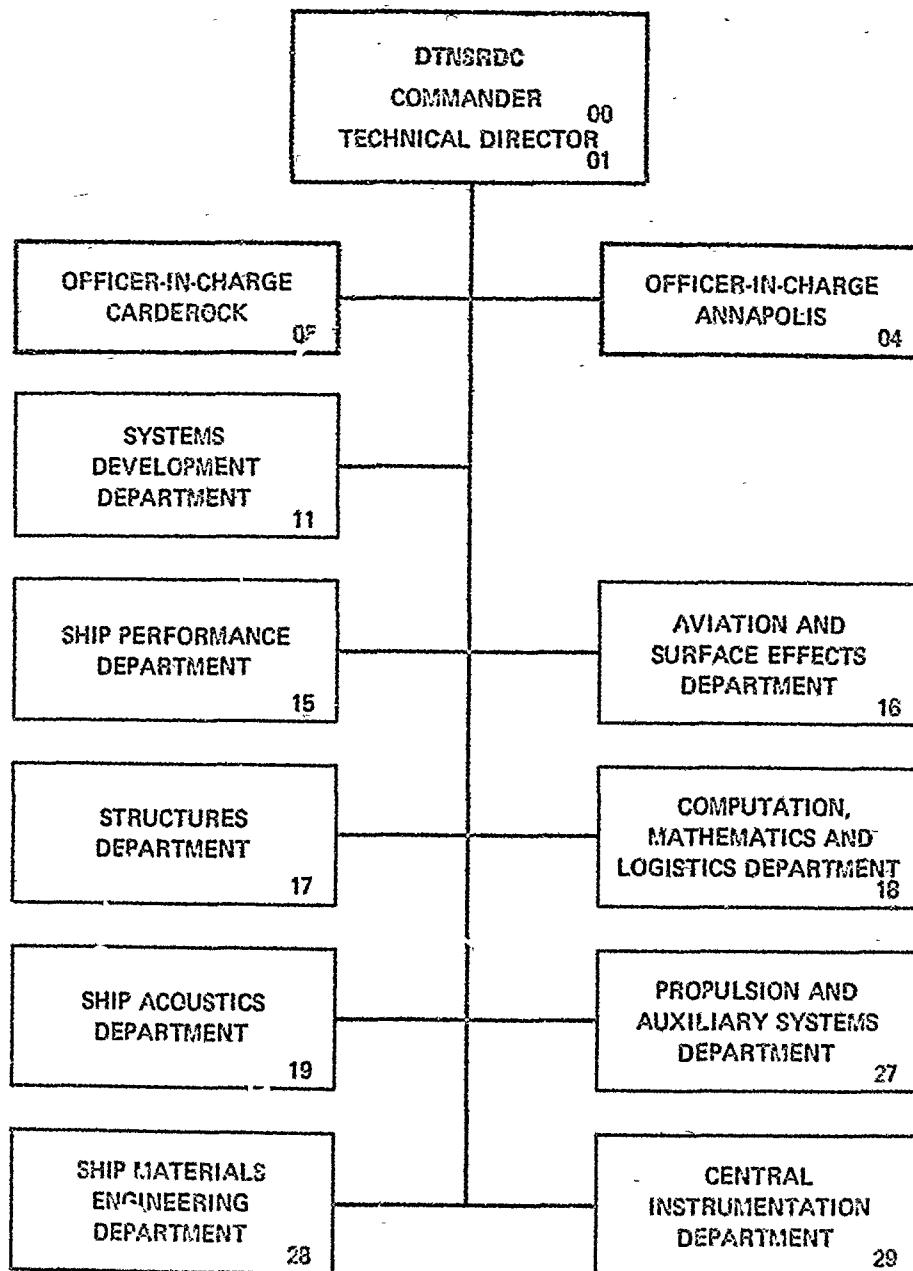 DTNSRDC
COMMANDER
00
TECHNICAL DIRECTOR
01
OFFICER-IN-CHARGE
CARDEROCK
OFFICER-IN-CHARGE
ANNAPOLIS
04
SYSTEMS
DEVELOPMENT
DEPARTMENT
11
SHIP PERFORMANCE
DEPARTMENT
15
AVIATION AND
SURFACE EFFECTS
DEPARTMENT
16
STRUCTURES
DEPARTMENT
17
COMPUTATION,
MATHEMATICS AND
LOGISTICS DEPARTMENT
18
SHIP ACOUSTICS
DEPARTMENT
19
PROPULSION AND
AUXILIARY SYSTEMS
DEPARTMENT
27
SHIP MATERIALS
ENGINEERING
DEPARTMENT
28
CENTRAL
INSTRUMENTATION
DEPARTMENT
29